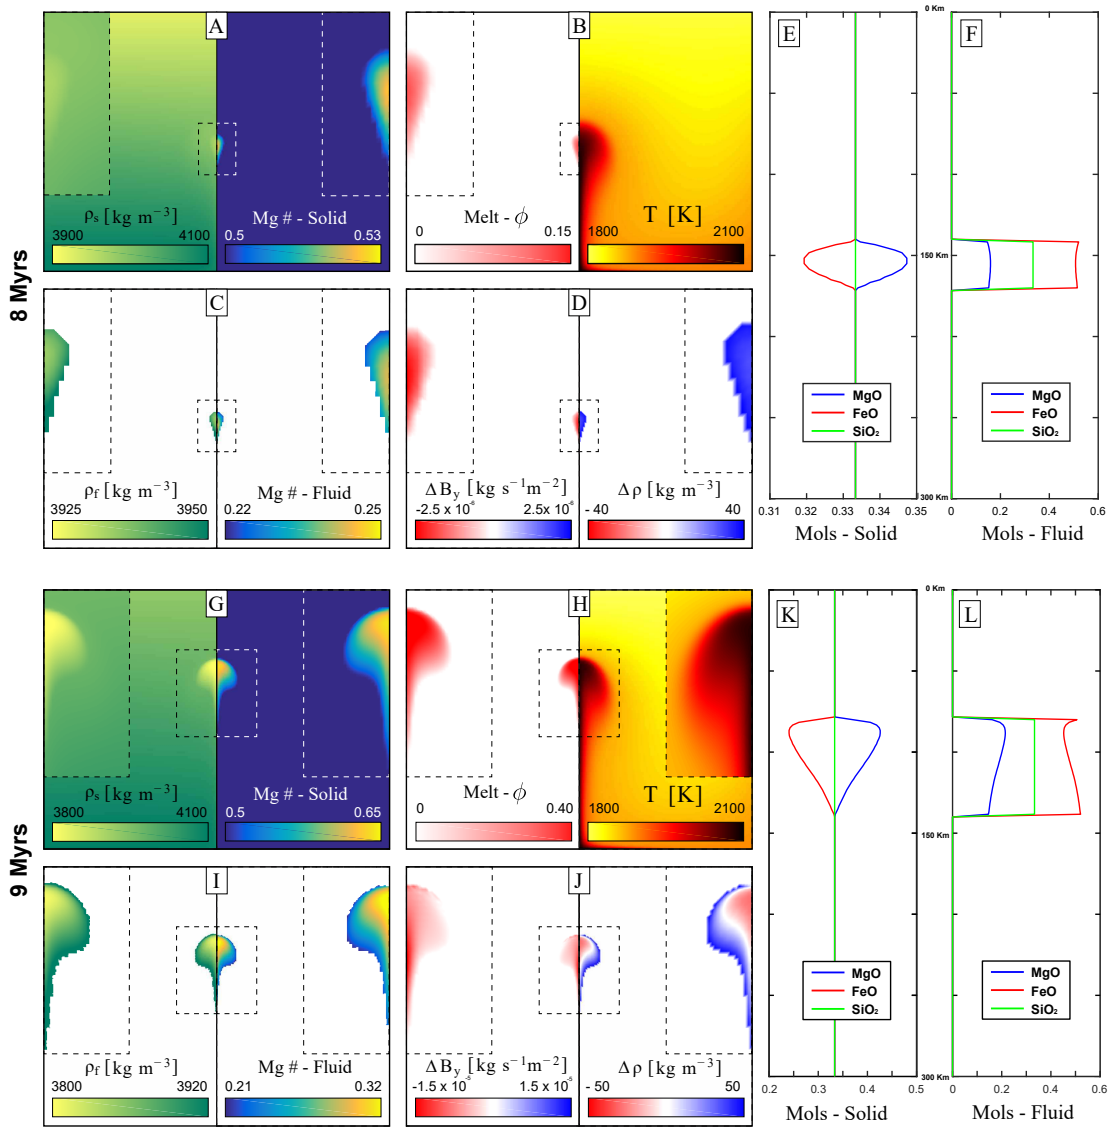 8 Myrs
A
ρs [kg m−3]
3900 4100
Mg # - Solid
0.5 0.53
B
Melt - ϕ
0 0.15
T [K]
1800 2100
C
ρf [kg m−3]
3925 3950
Mg # - Fluid
0.22 0.25
D
ΔBy [kg s−1m−2]
-2.5 x 10-6 2.5 x 10-6
Δρ [kg m−3]
- 40 40
E
MgO
FeO
SiO2
0.31 0.32 0.33 0.34 0.35
Mols - Solid
F
0 Km
150 Km
300 Km
MgO
FeO
SiO2
0 0.2 0.4 0.6
Mols - Fluid
9 Myrs
G
ρs [kg m−3]
3800 4100
Mg # - Solid
0.5 0.65
H
Melt - ϕ
0 0.40
T [K]
1800 2100
I
ρf [kg m−3]
3800 3920
Mg # - Fluid
0.21 0.32
J
ΔBy [kg s−1m−2]
-1.5 x 10-5 1.5 x 10-5
Δρ [kg m−3]
- 50 50
K
MgO
FeO
SiO2
0.2 0.3 0.4 0.5
Mols - Solid
L
0 Km
150 Km
300 Km
MgO
FeO
SiO2
0 0.2 0.4 0.6
Mols - Fluid